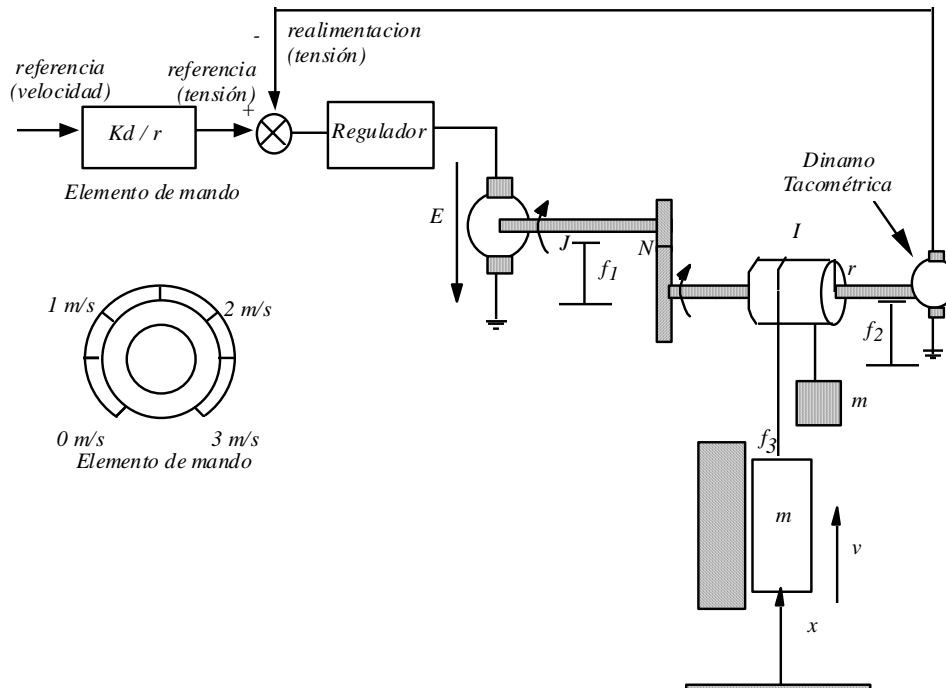 -
realimentacion
(tensión)
referencia
(velocidad)
referencia
(tensión)
+
Kd / r
Regulador
Elemento de mando
Dinamo
Tacométrica
E
J
N
I
r
f1
f2
1 m/s
2 m/s
m
0 m/s
3 m/s
Elemento de mando
f3
m
v
x